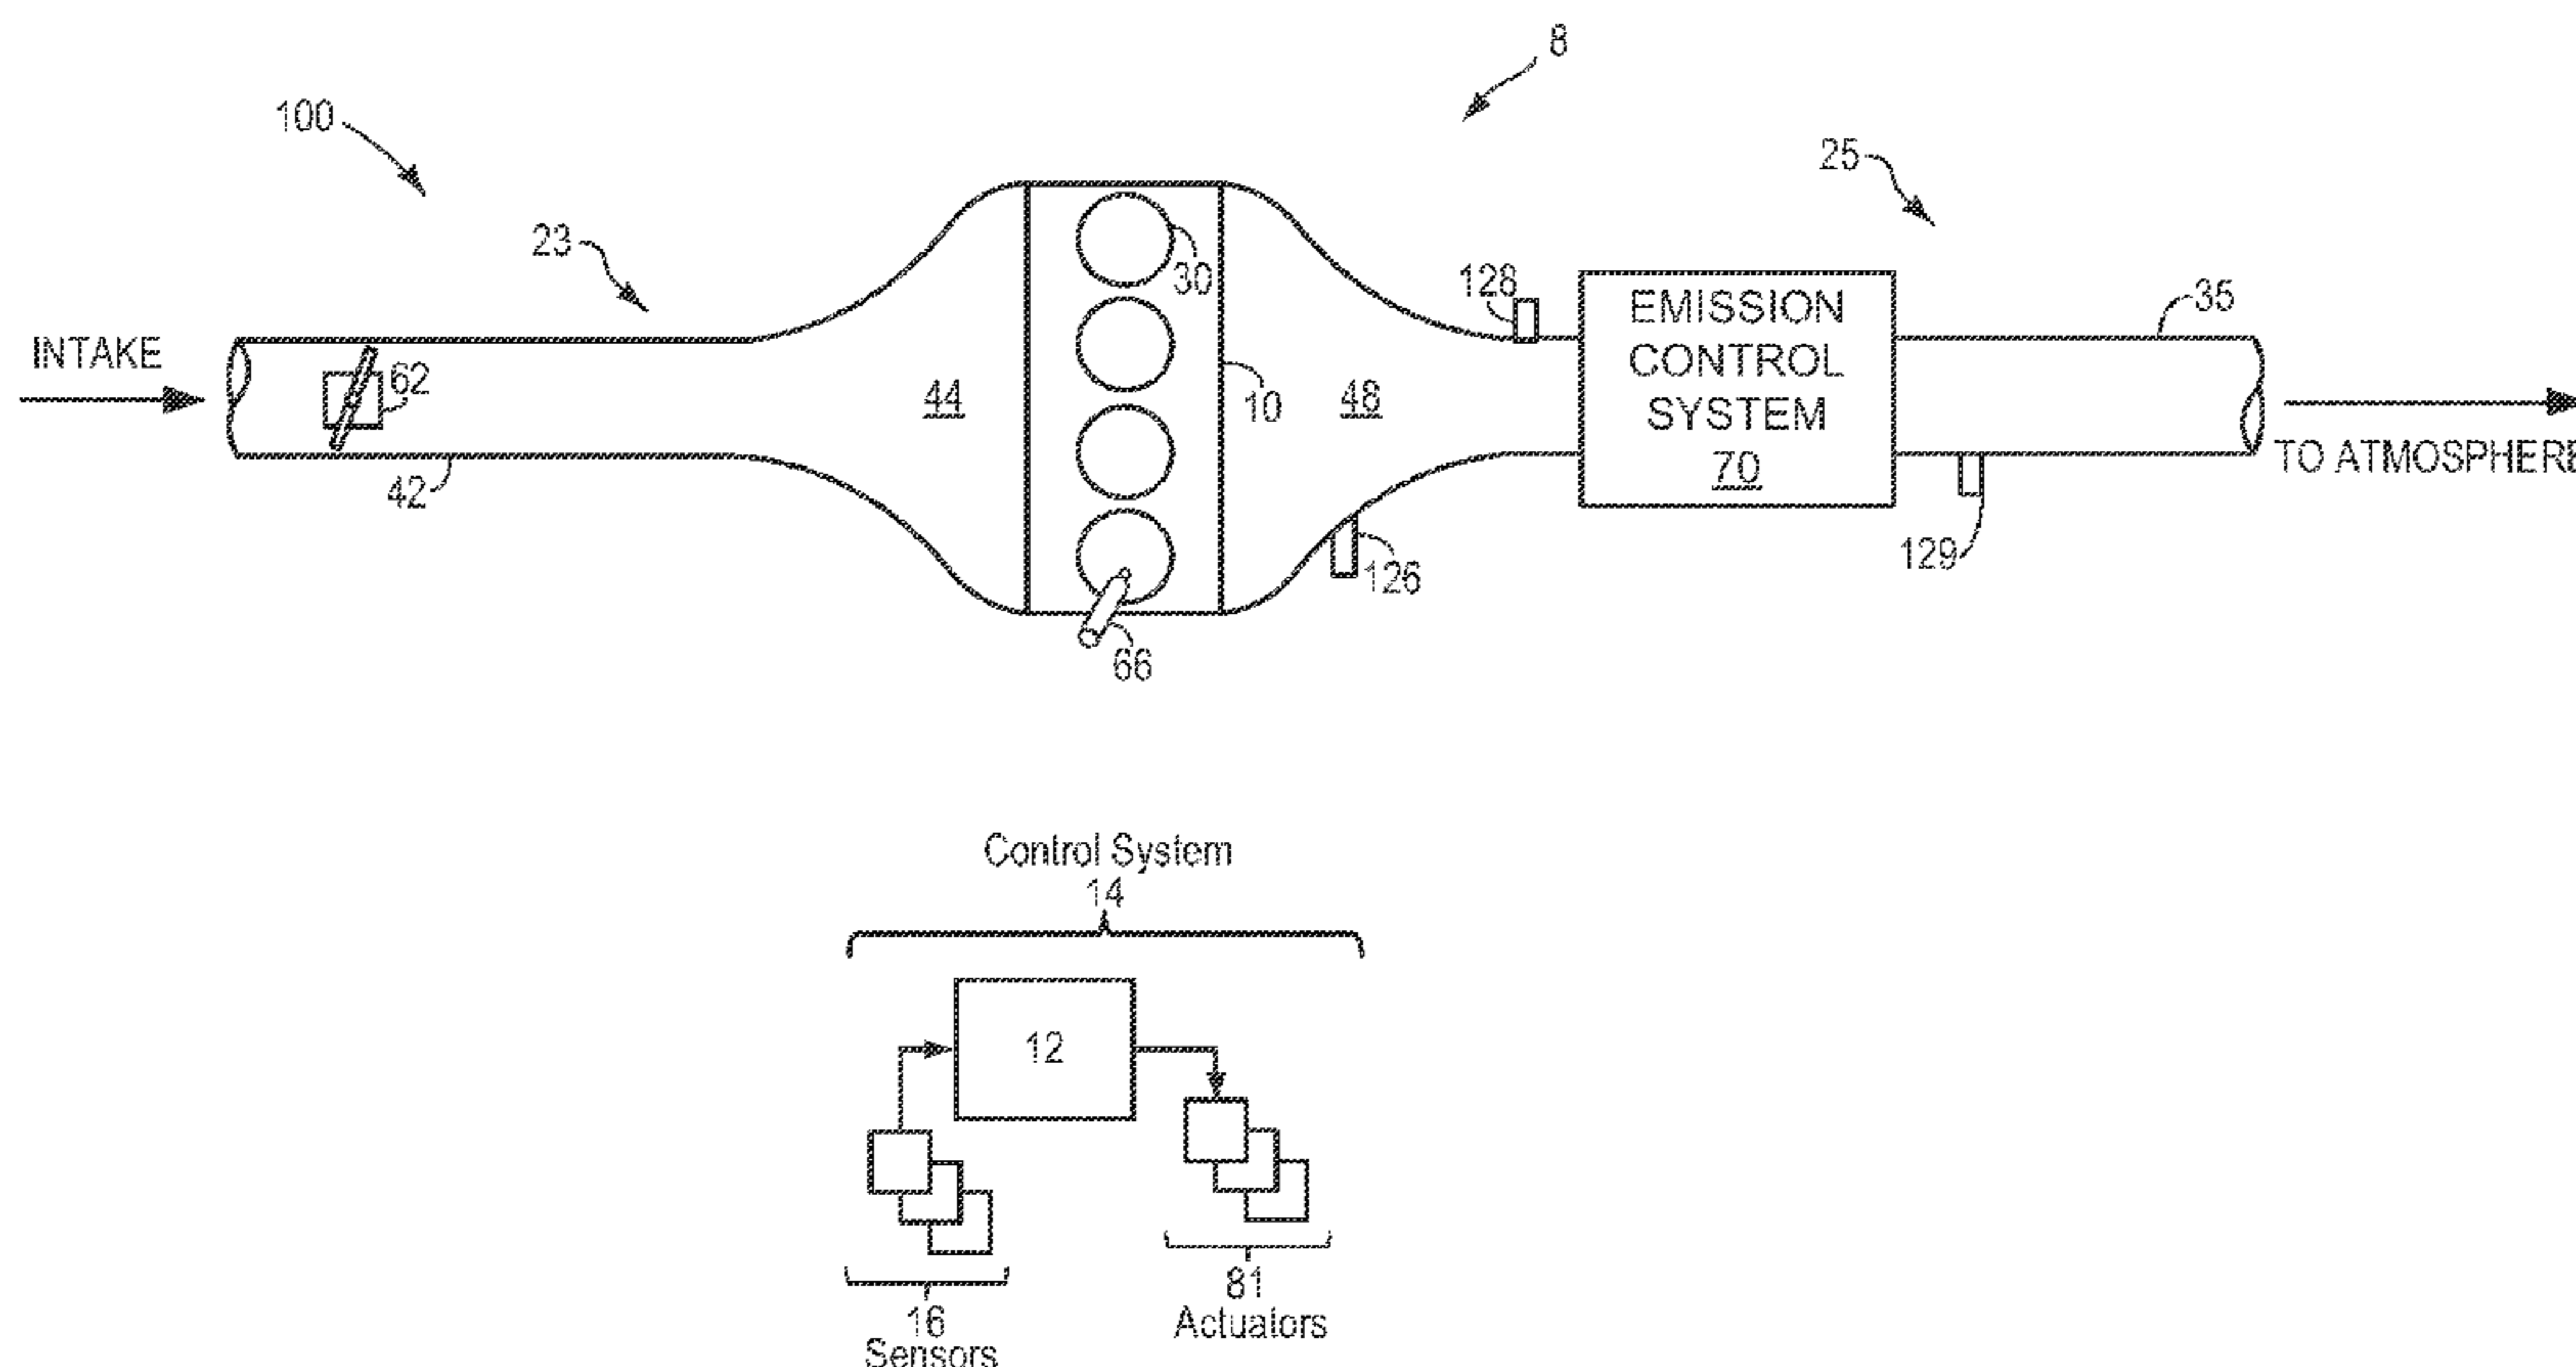 8
100
25
23
30
128
EMISSION
CONTROL
SYSTEM
70
35
INTAKE
62
44
10
48
TO ATMOSPHERE
42
129
126
66
Control System
14
12
81
Actuators
16
Sensors